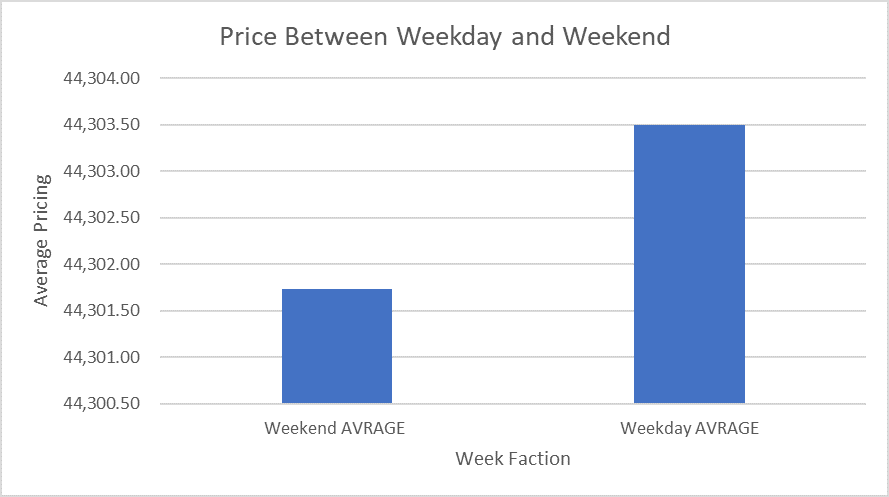 Price Between Weekday and Weekend
44,304.00
44,303.50
44,303.00
44,302.50
44,302.00
44,301.50
44,301.00
44,300.50
Average Pricing
Weekend AVRAGE
Weekday AVRAGE
Week Faction